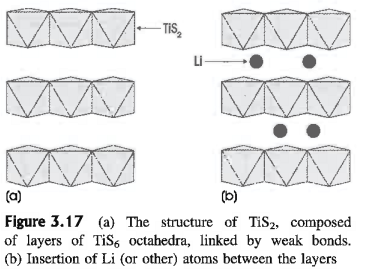 TiS₂
Li
(a)
(b)
Figure 3.17 (a) The structure of TiS₂, composed
of layers of TiS₆ octahedra, linked by weak bonds.
(b) Insertion of Li (or other) atoms between the layers